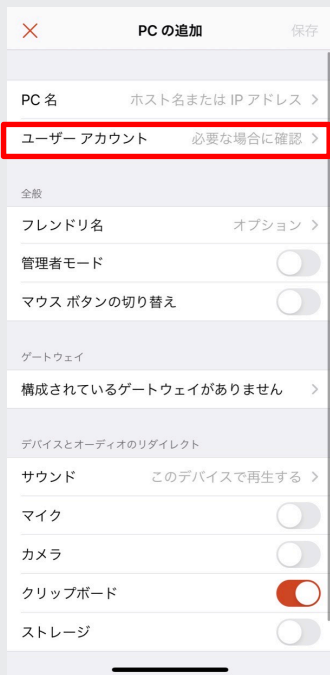 PC の追加 保存
PC 名 ホスト名または IP アドレス
ユーザー アカウント 必要な場合に確認
全般
フレンドリ名 オプション
管理者モード
マウス ボタンの切り替え
ゲートウェイ
構成されているゲートウェイがありません
デバイスとオーディオのリダイレクト
サウンド このデバイスで再生する
マイク
カメラ
クリップボード
ストレージ